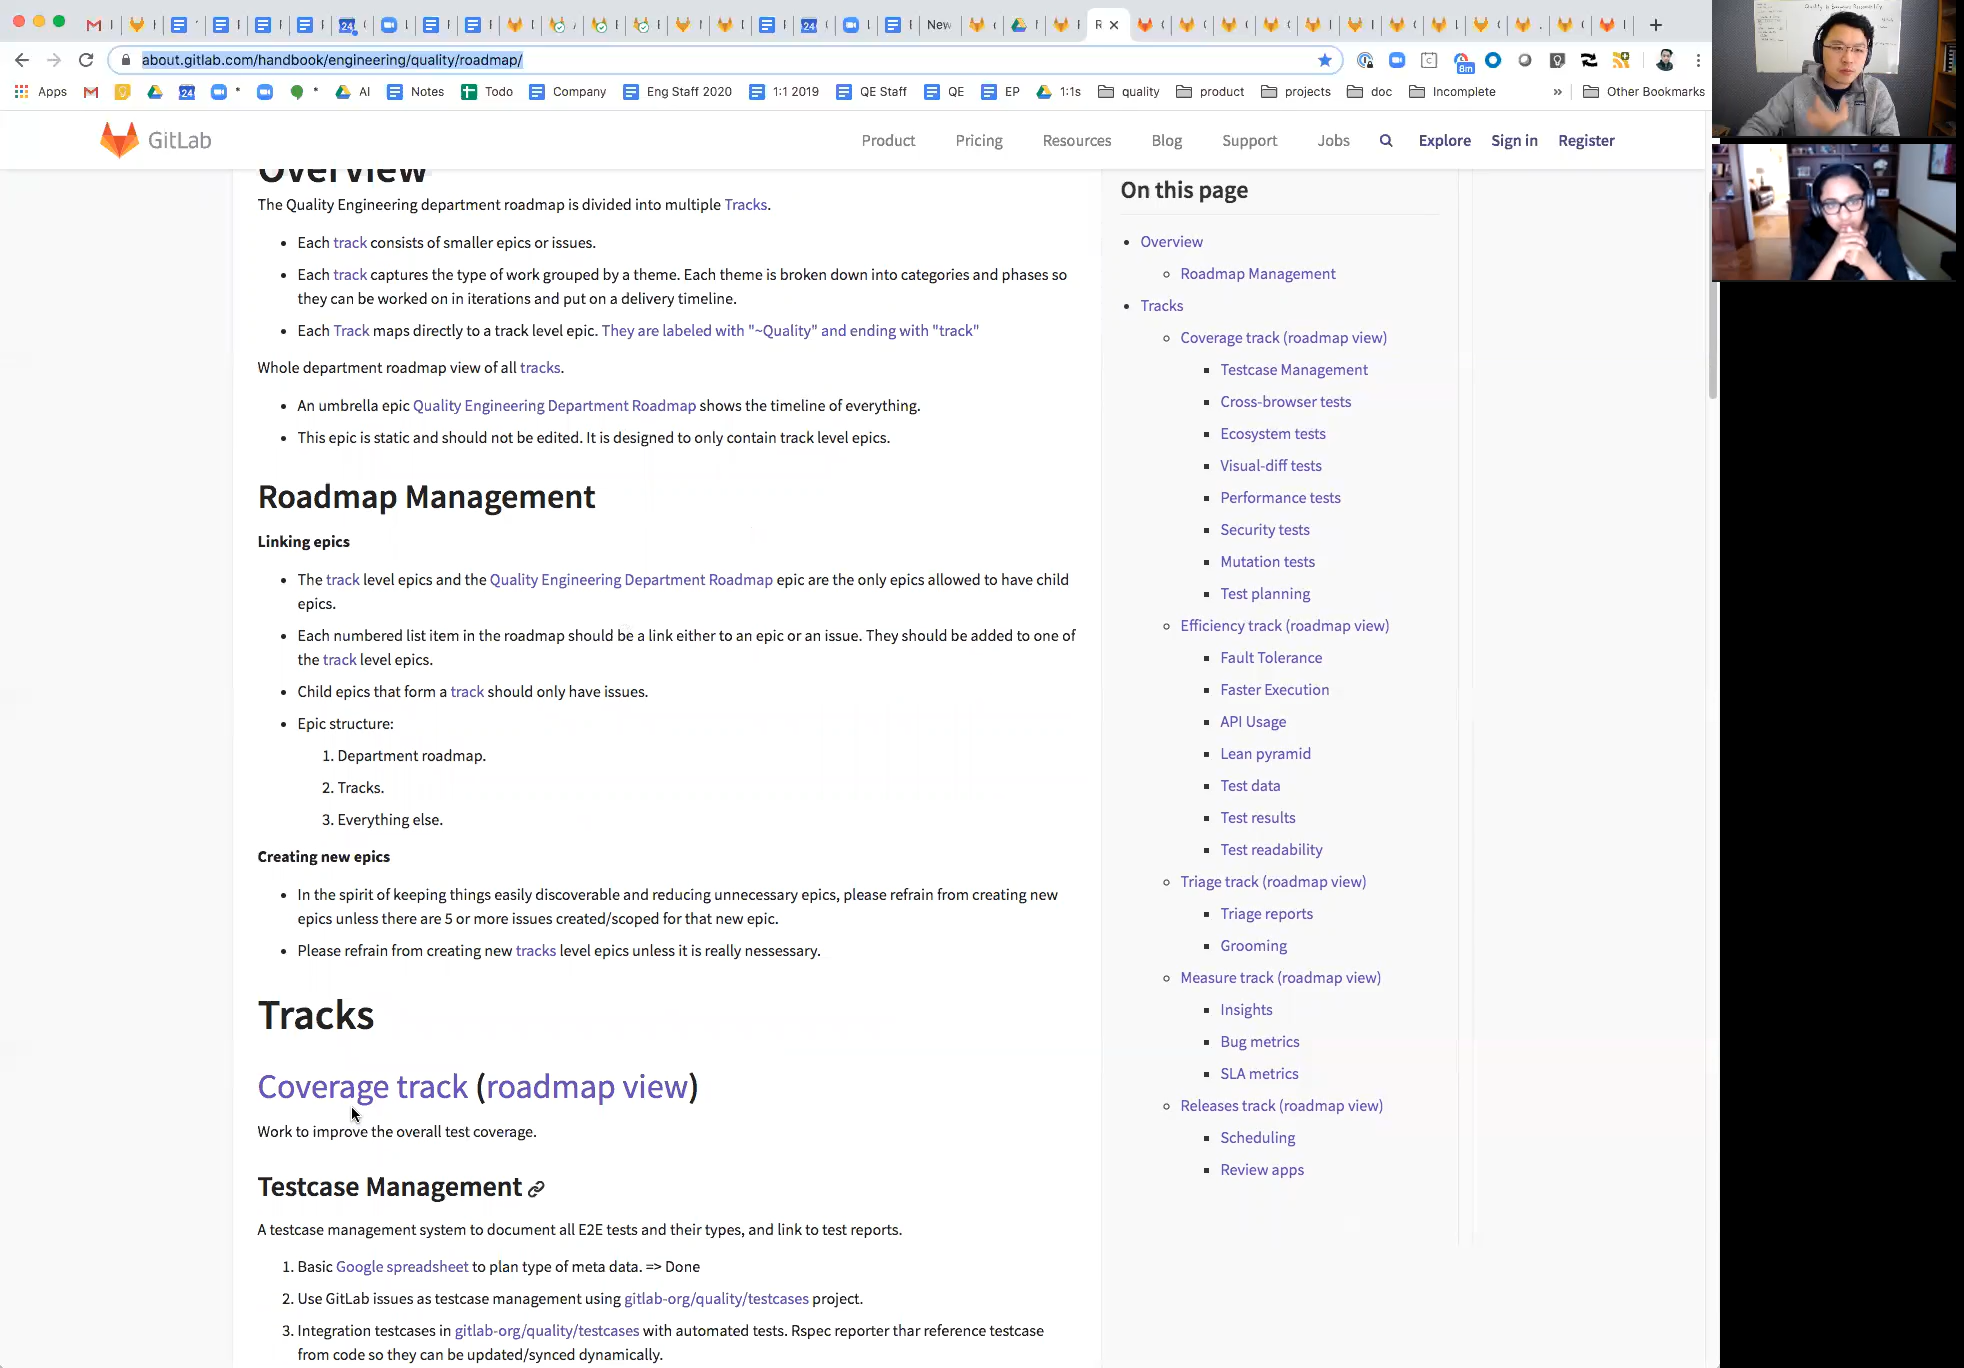 New
about.gitlab.com/handbook/engineering/quality/roadmap/
8m
Apps
24
AI
Notes
Todo
Company
Eng Staff 2020
1:1 2019
QE Staff
QE
EP
1:1s
quality
product
projects
doc
Incomplete
»
Other Bookmarks
GitLab
Product
Pricing
Resources
Blog
Support
Jobs
Explore
Sign in
Register
Overview
The Quality Engineering department roadmap is divided into multiple Tracks.
• Each track consists of smaller epics or issues.
• Each track captures the type of work grouped by a theme. Each theme is broken down into categories and phases so
they can be worked on in iterations and put on a delivery timeline.
• Each Track maps directly to a track level epic. They are labeled with "~Quality" and ending with "track"
Whole department roadmap view of all tracks.
• An umbrella epic Quality Engineering Department Roadmap shows the timeline of everything.
• This epic is static and should not be edited. It is designed to only contain track level epics.
Roadmap Management
Linking epics
• The track level epics and the Quality Engineering Department Roadmap epic are the only epics allowed to have child
epics.
• Each numbered list item in the roadmap should be a link either to an epic or an issue. They should be added to one of
the track level epics.
• Child epics that form a track should only have issues.
• Epic structure:
1. Department roadmap.
2. Tracks.
3. Everything else.
Creating new epics
• In the spirit of keeping things easily discoverable and reducing unnecessary epics, please refrain from creating new
epics unless there are 5 or more issues created/scoped for that new epic.
• Please refrain from creating new tracks level epics unless it is really nessessary.
Tracks
Coverage track (roadmap view)
Work to improve the overall test coverage.
Testcase Management
A testcase management system to document all E2E tests and their types, and link to test reports.
1. Basic Google spreadsheet to plan type of meta data. => Done
2. Use GitLab issues as testcase management using gitlab-org/quality/testcases project.
3. Integration testcases in gitlab-org/quality/testcases with automated tests. Rspec reporter thar reference testcase
from code so they can be updated/synced dynamically.
On this page
• Overview
Roadmap Management
• Tracks
Coverage track (roadmap view)
Testcase Management
Cross-browser tests
Ecosystem tests
Visual-diff tests
Performance tests
Security tests
Mutation tests
Test planning
Efficiency track (roadmap view)
Fault Tolerance
Faster Execution
API Usage
Lean pyramid
Test data
Test results
Test readability
Triage track (roadmap view)
Triage reports
Grooming
Measure track (roadmap view)
Insights
Bug metrics
SLA metrics
Releases track (roadmap view)
Scheduling
Review apps